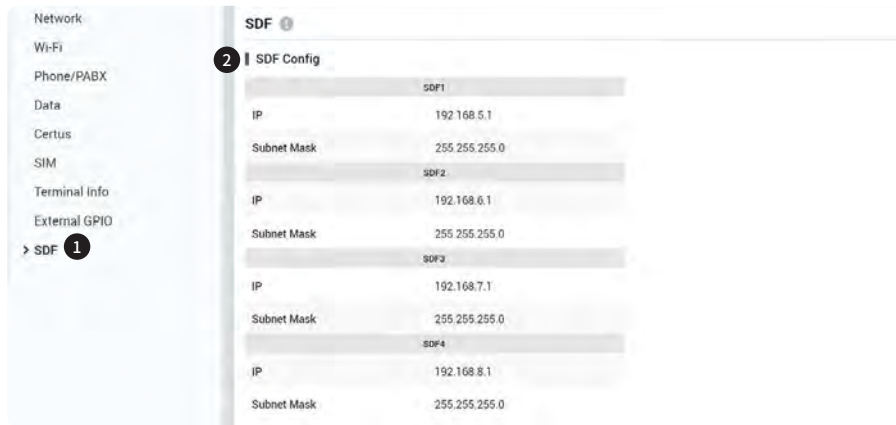 Network
Wi-Fi
Phone/PABX
Data
Certus
SIM
Terminal Info
External GPIO
> SDF 1
SDF
2 SDF Config
SDF1
IP 192.168.5.1
Subnet Mask 255.255.255.0
SDF2
IP 192.168.6.1
Subnet Mask 255.255.255.0
SDF3
IP 192.168.7.1
Subnet Mask 255.255.255.0
SDF4
IP 192.168.8.1
Subnet Mask 255.255.255.0